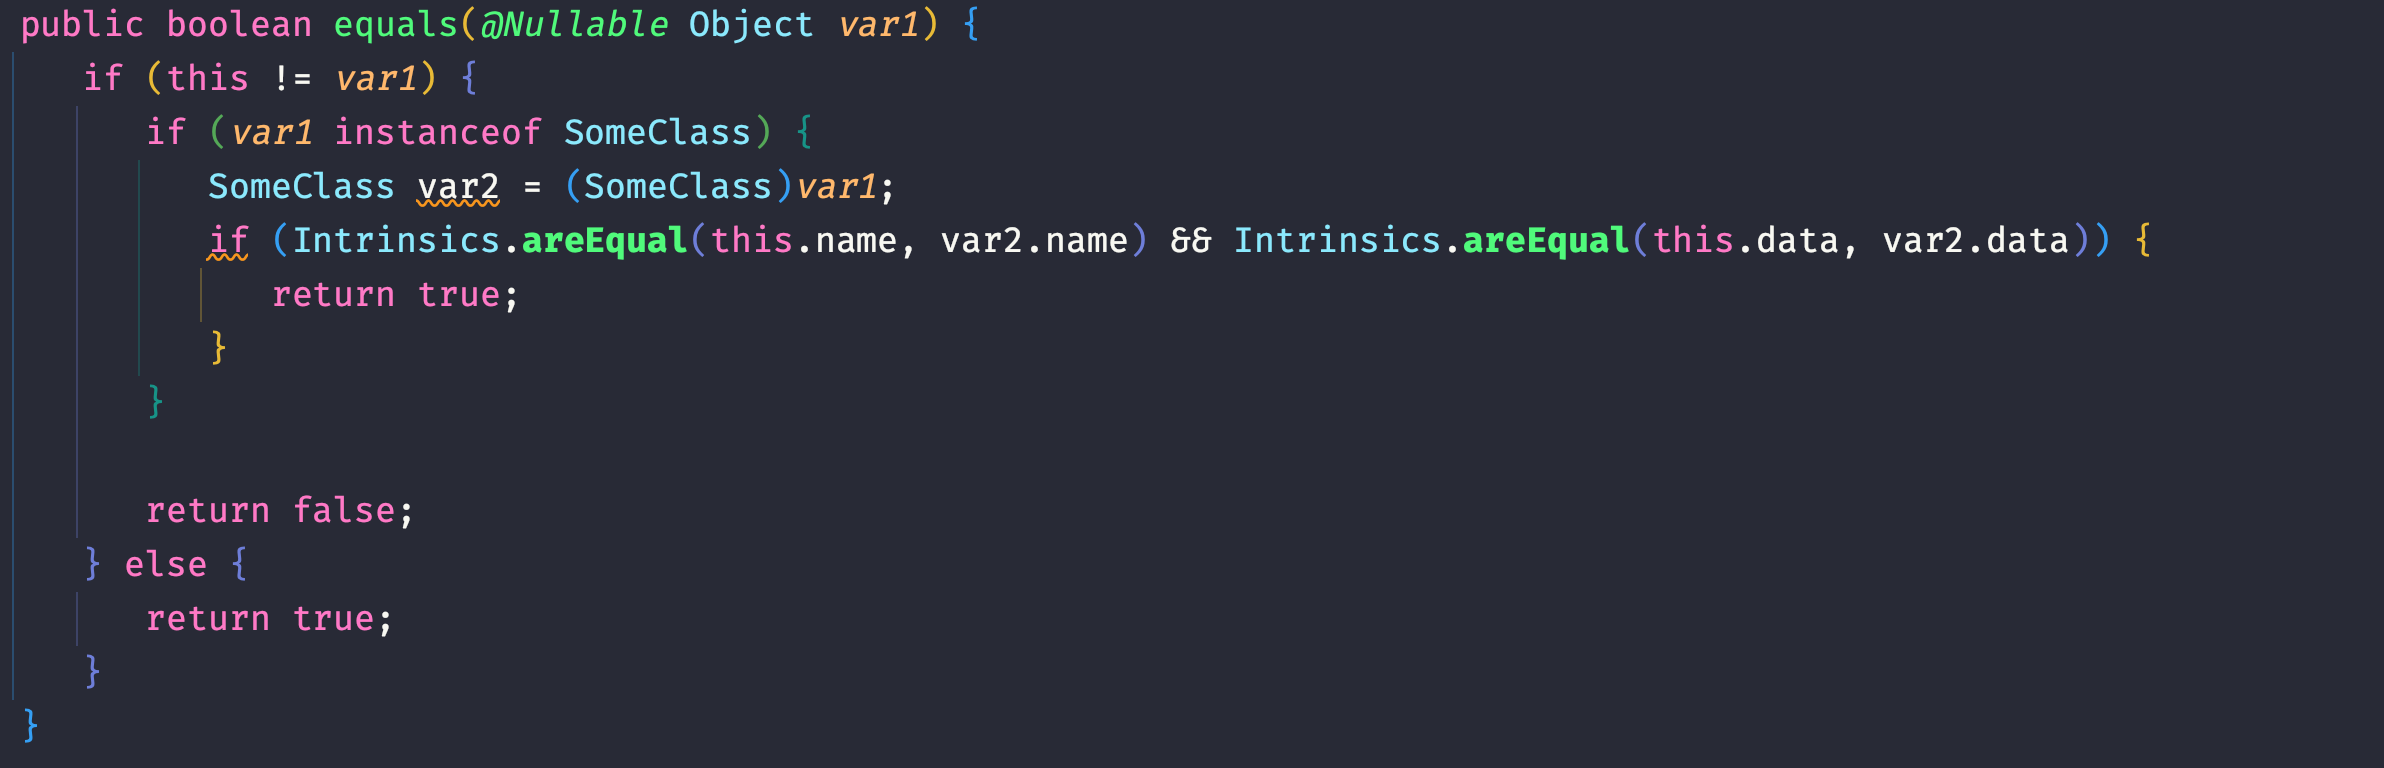 public boolean equals(@Nullable Object var1) {
if (this != var1) {
if (var1 instanceof SomeClass) {
SomeClass var2 = (SomeClass)var1;
if (Intrinsics.areEqual(this.name, var2.name) && Intrinsics.areEqual(this.data, var2.data)) {
return true;
}
}
return false;
} else {
return true;
}
}